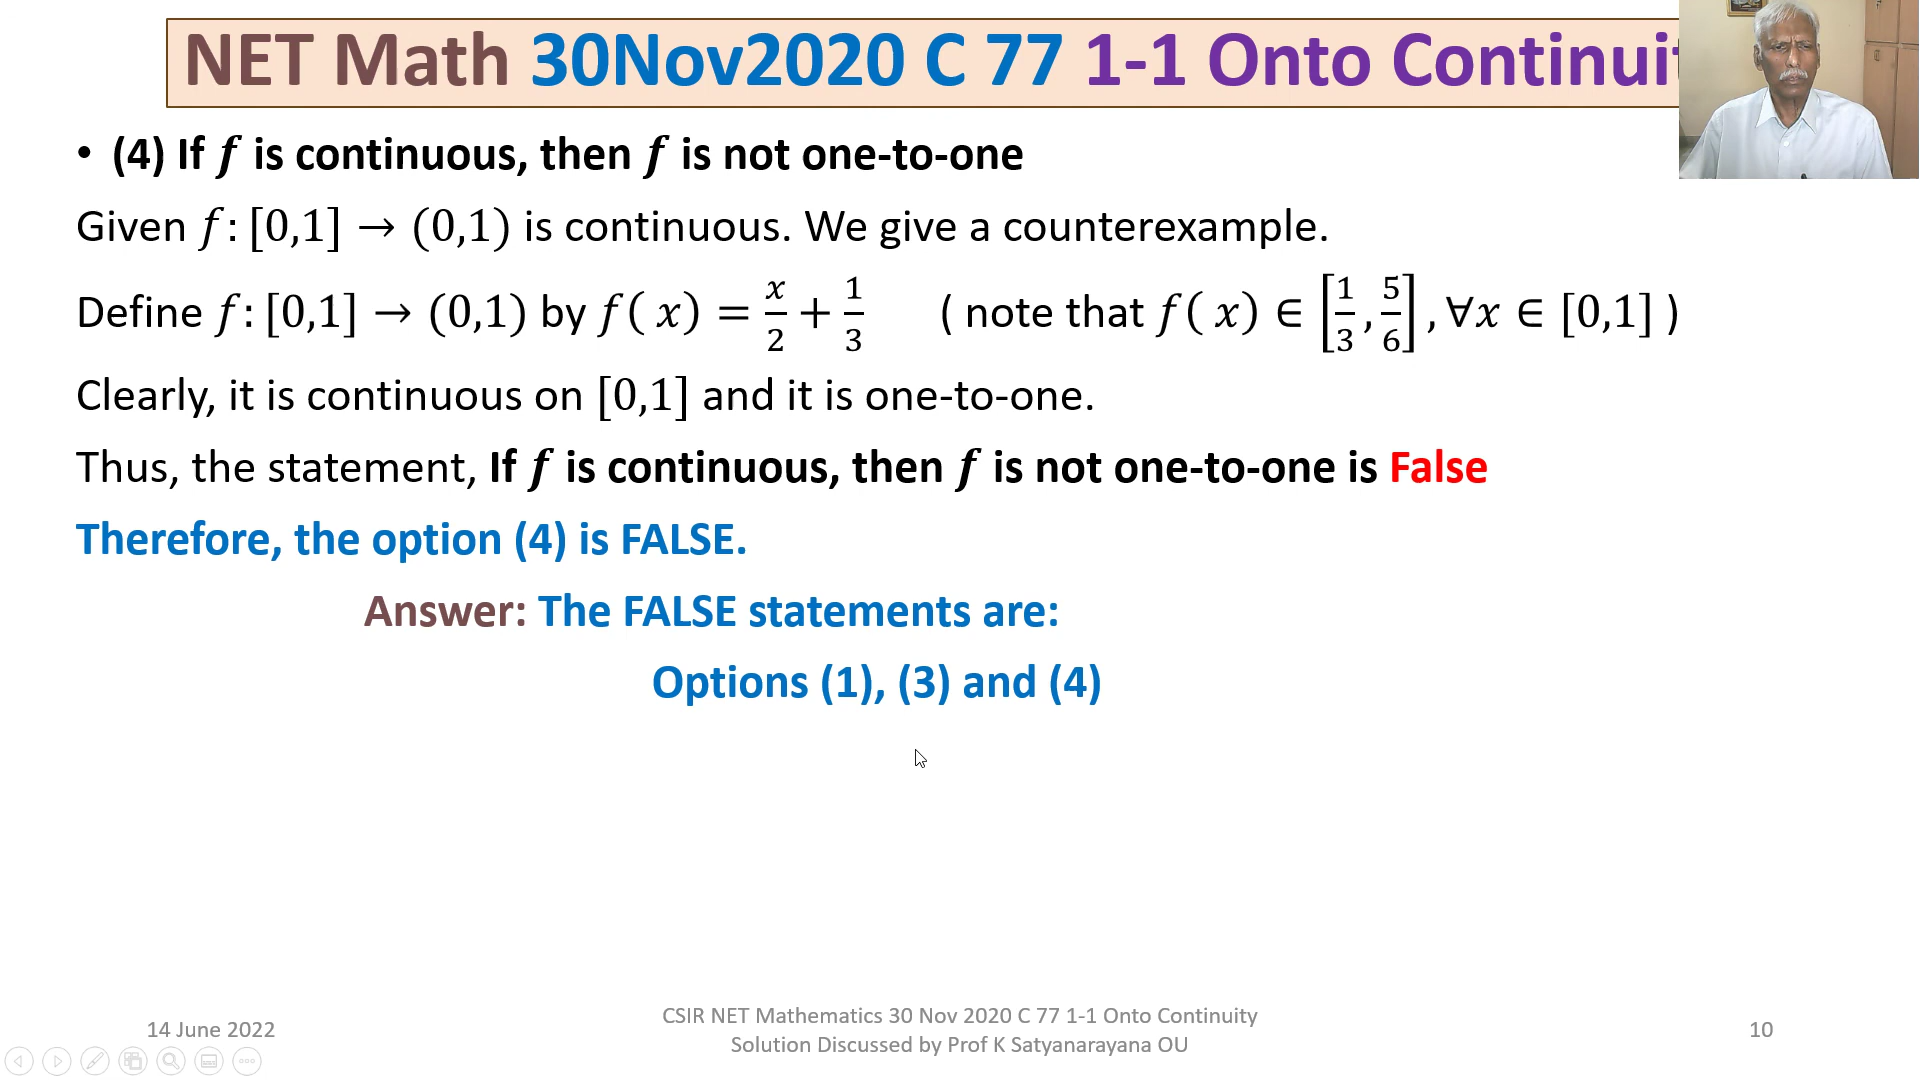 NET Math 30Nov2020 C 77 1-1 Onto Continuit
• (4) If f is continuous, then f is not one-to-one
Given f: [0,1] → (0,1) is continuous. We give a counterexample.
Define f: [0,1] → (0,1) by f( x) = x/2 + 1/3 ( note that f( x) ∈ [1/3, 5/6], ∀x ∈ [0,1] )
Clearly, it is continuous on [0,1] and it is one-to-one.
Thus, the statement, If f is continuous, then f is not one-to-one is False
Therefore, the option (4) is FALSE.
Answer: The FALSE statements are:
Options (1), (3) and (4)
14 June 2022
CSIR NET Mathematics 30 Nov 2020 C 77 1-1 Onto Continuity
Solution Discussed by Prof K Satyanarayana OU
10